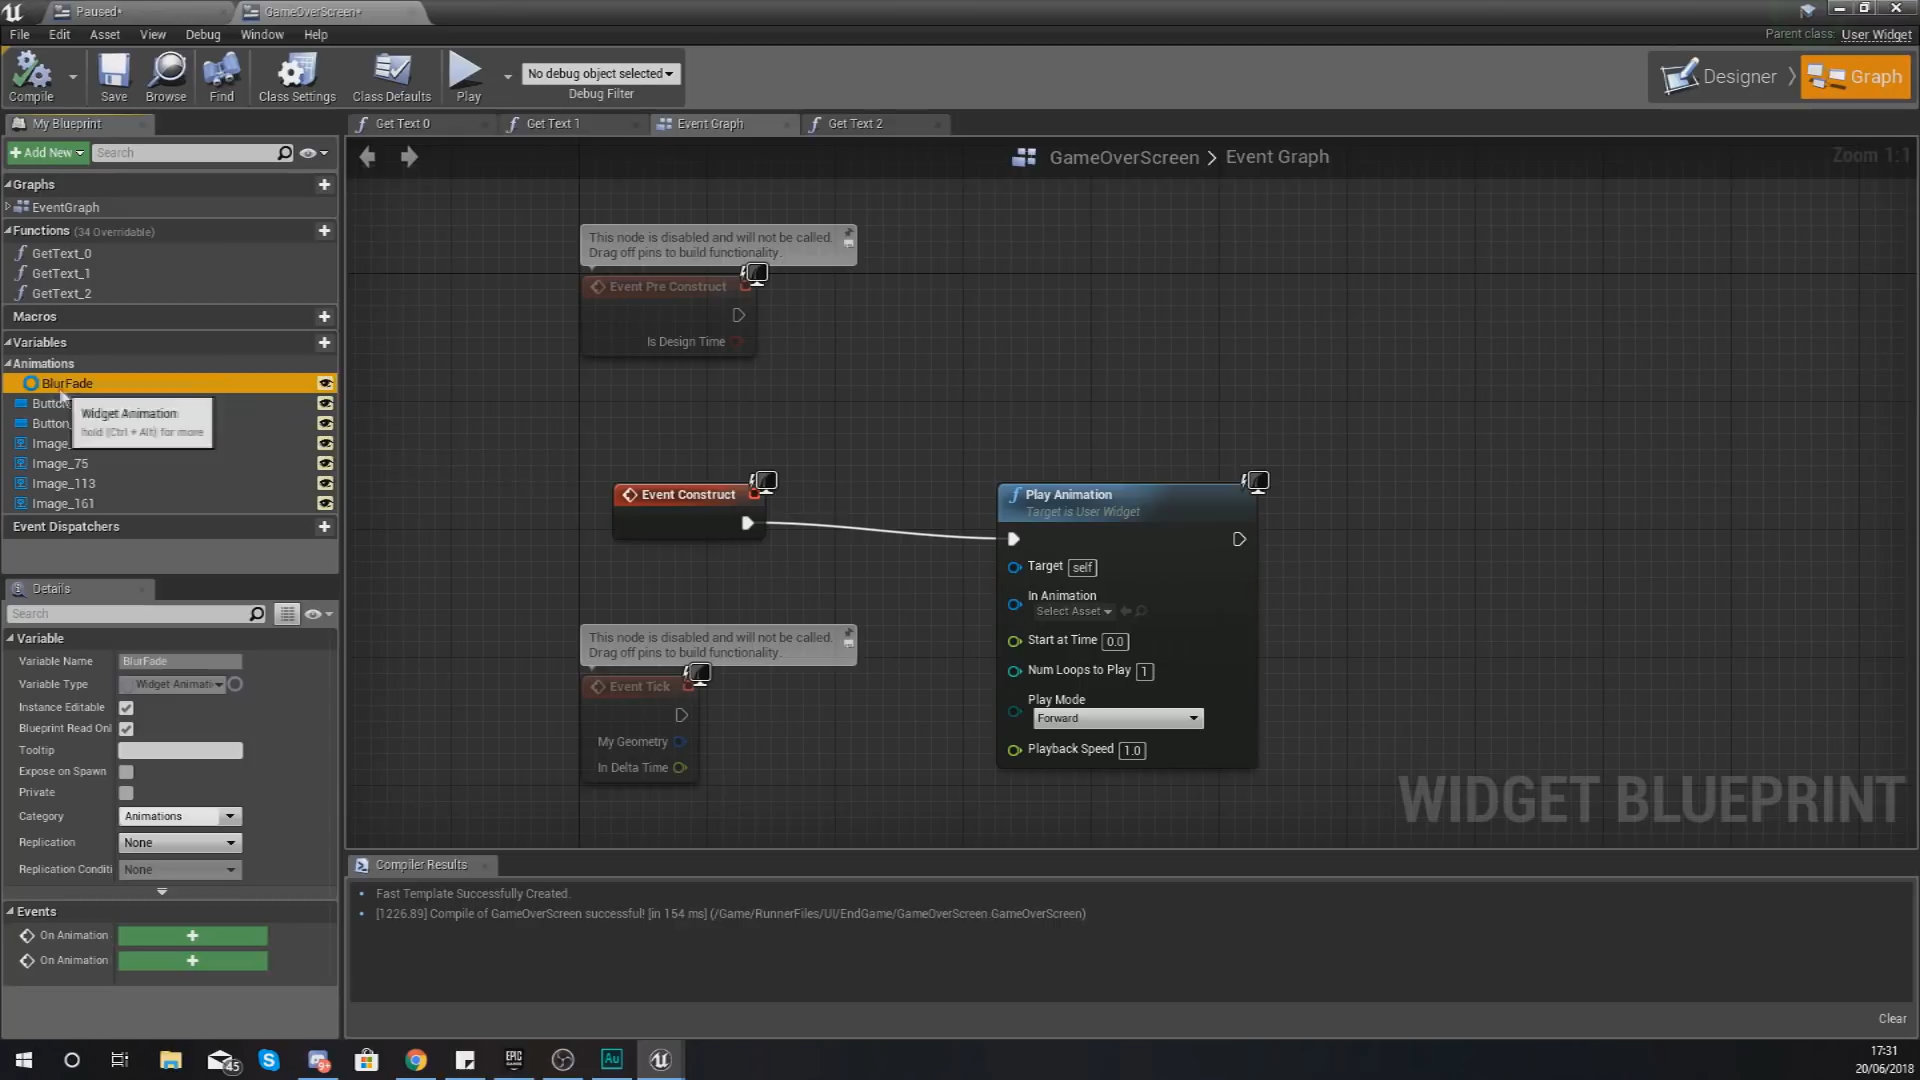 Paused*
GameOverScreen*
File Edit Asset View Debug Window Help
Parent class: User Widget
Compile Save Browse Find Class Settings Class Defaults Play
No debug object selected
Debug Filter
Designer Graph
My Blueprint
Get Text 0 Get Text 1 Event Graph Get Text 2
Add New Search
GameOverScreen > Event Graph
Zoom 1:1
Graphs
EventGraph
Functions (34 Overridable)
GetText_0
GetText_1
GetText_2
Macros
Variables
Animations
BlurFade
Button
Button_
Image_
Image_75
Image_113
Image_161
Event Dispatchers
Widget Animation
hold (Ctrl + Alt) for more
This node is disabled and will not be called.
Drag off pins to build functionality.
Event Pre Construct
Is Design Time
Event Construct
This node is disabled and will not be called.
Drag off pins to build functionality.
Event Tick
My Geometry
In Delta Time
Play Animation
Target is User Widget
Target self
In Animation
Select Asset
Start at Time 0.0
Num Loops to Play 1
Play Mode
Forward
Playback Speed 1.0
WIDGET BLUEPRINT
Details
Search
Variable
Variable Name BlurFade
Variable Type Widget Animati
Instance Editable
Blueprint Read Onl
Tooltip
Expose on Spawn
Private
Category Animations
Replication None
Replication Conditi None
Events
On Animation
On Animation
Compiler Results
Fast Template Successfully Created.
[1226.89] Compile of GameOverScreen successful! [in 154 ms] (/Game/RunnerFiles/UI/EndGame/GameOverScreen.GameOverScreen)
Clear
45
9+
EPIC
GAMES
Au
17:31
20/06/2018